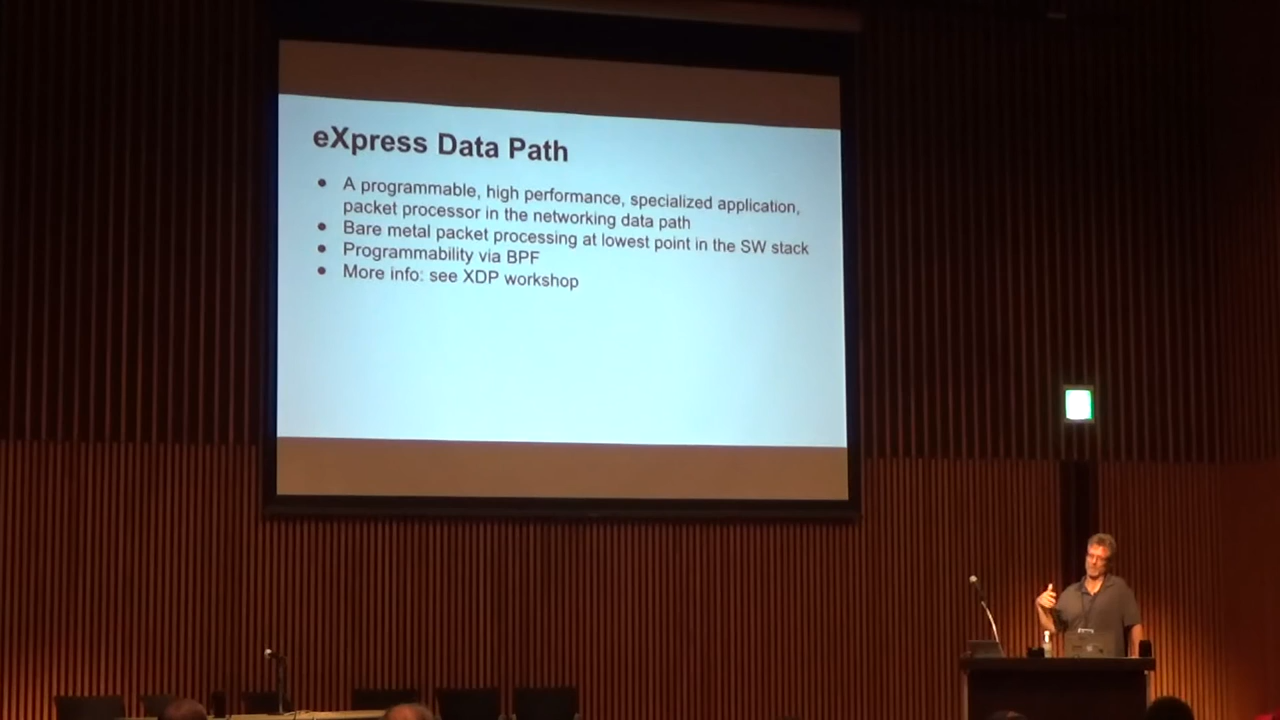 eXpress Data Path
● A programmable, high performance, specialized application,
packet processor in the networking data path
● Bare metal packet processing at lowest point in the SW stack
● Programmability via BPF
● More info: see XDP workshop